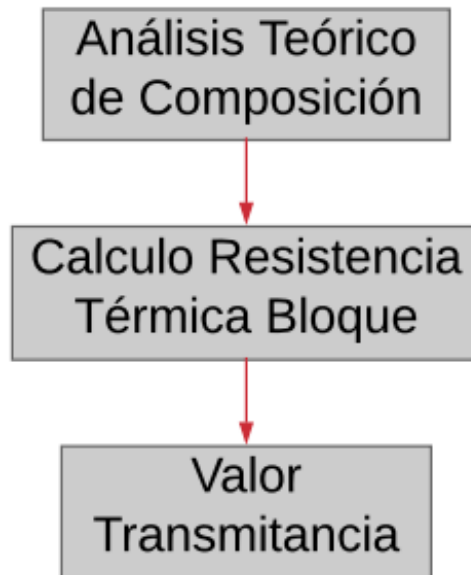 Análisis Teórico
de Composición
Calculo Resistencia
Térmica Bloque
Valor
Transmitancia